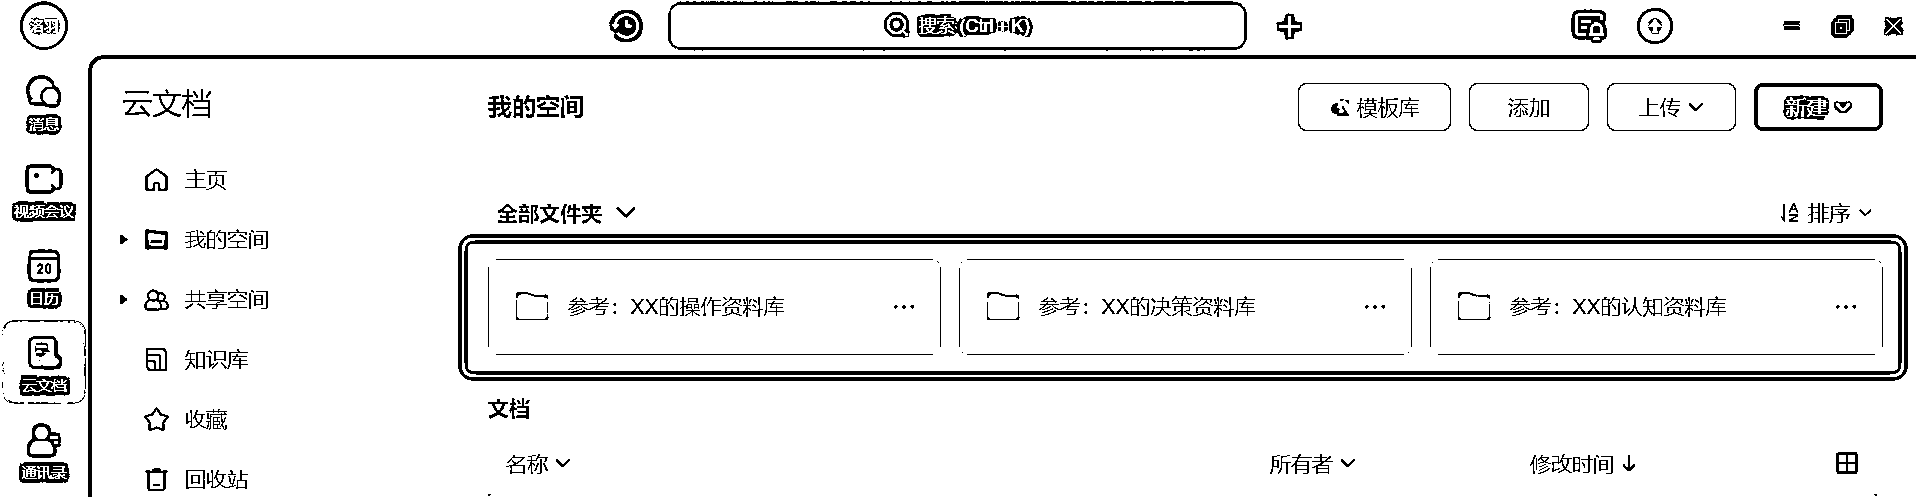 洛羽
搜索(Ctrl+K)
消息
视频会议
20
日历
云文档
通讯录
云文档
主页
我的空间
共享空间
知识库
收藏
回收站
我的空间
模板库
添加
上传
新建
全部文件夹
排序
参考：XX的操作资料库
参考：XX的决策资料库
参考：XX的认知资料库
文档
名称
所有者
修改时间